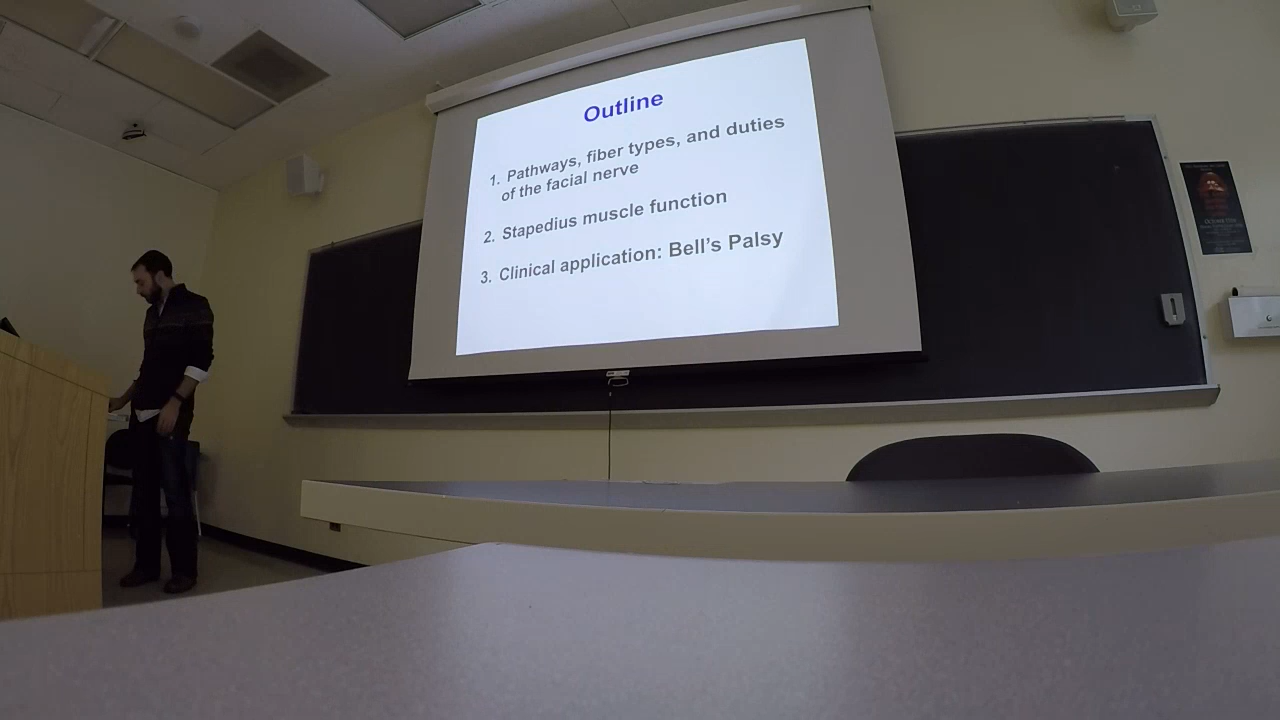 Outline
1. Pathways, fiber types, and duties
of the facial nerve
2. Stapedius muscle function
3. Clinical application: Bell's Palsy